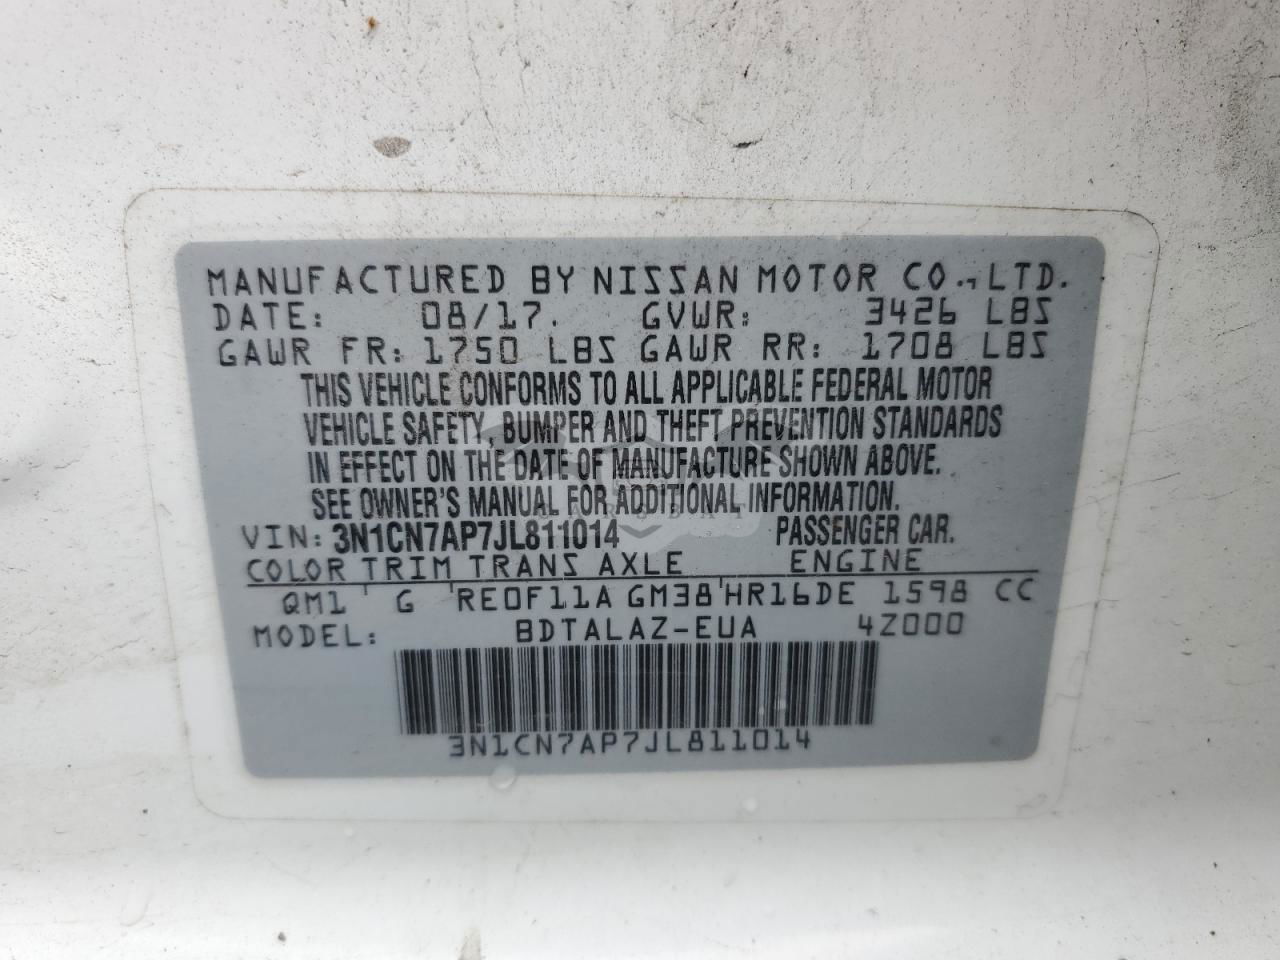 MANUFACTURED BY NISSAN MOTOR CO., LTD.
DATE: 08/17. GVWR: 3426 LBS
GAWR FR: 1750 LBS GAWR RR: 1708 LBS
THIS VEHICLE CONFORMS TO ALL APPLICABLE FEDERAL MOTOR
VEHICLE SAFETY, BUMPER AND THEFT PREVENTION STANDARDS
IN EFFECT ON THE DATE OF MANUFACTURE SHOWN ABOVE.
SEE OWNER'S MANUAL FOR ADDITIONAL INFORMATION.
VIN: 3N1CN7AP7JL811014 PASSENGER CAR.
COLOR TRIM TRANS AXLE ENGINE
QM1 G RE0F11A GM38 HR16DE 1598 CC
MODEL: BDTALAZ-EUA 4Z000
3N1CN7AP7JL811014